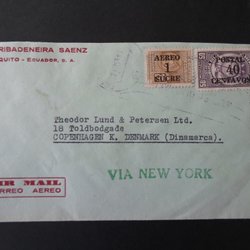 RIBADENEIRA SAENZ
QUITO - ECUADOR, S. A.
AEREO
1
SUCRE
POSTAL
40
CENTAVOS
Theodor Lund & Petersen Ltd.
18 Toldbodgade
COPENHAGEN K. DENMARK (Dinamarca).
VIA NEW YORK
AIR MAIL
CORREO AEREO